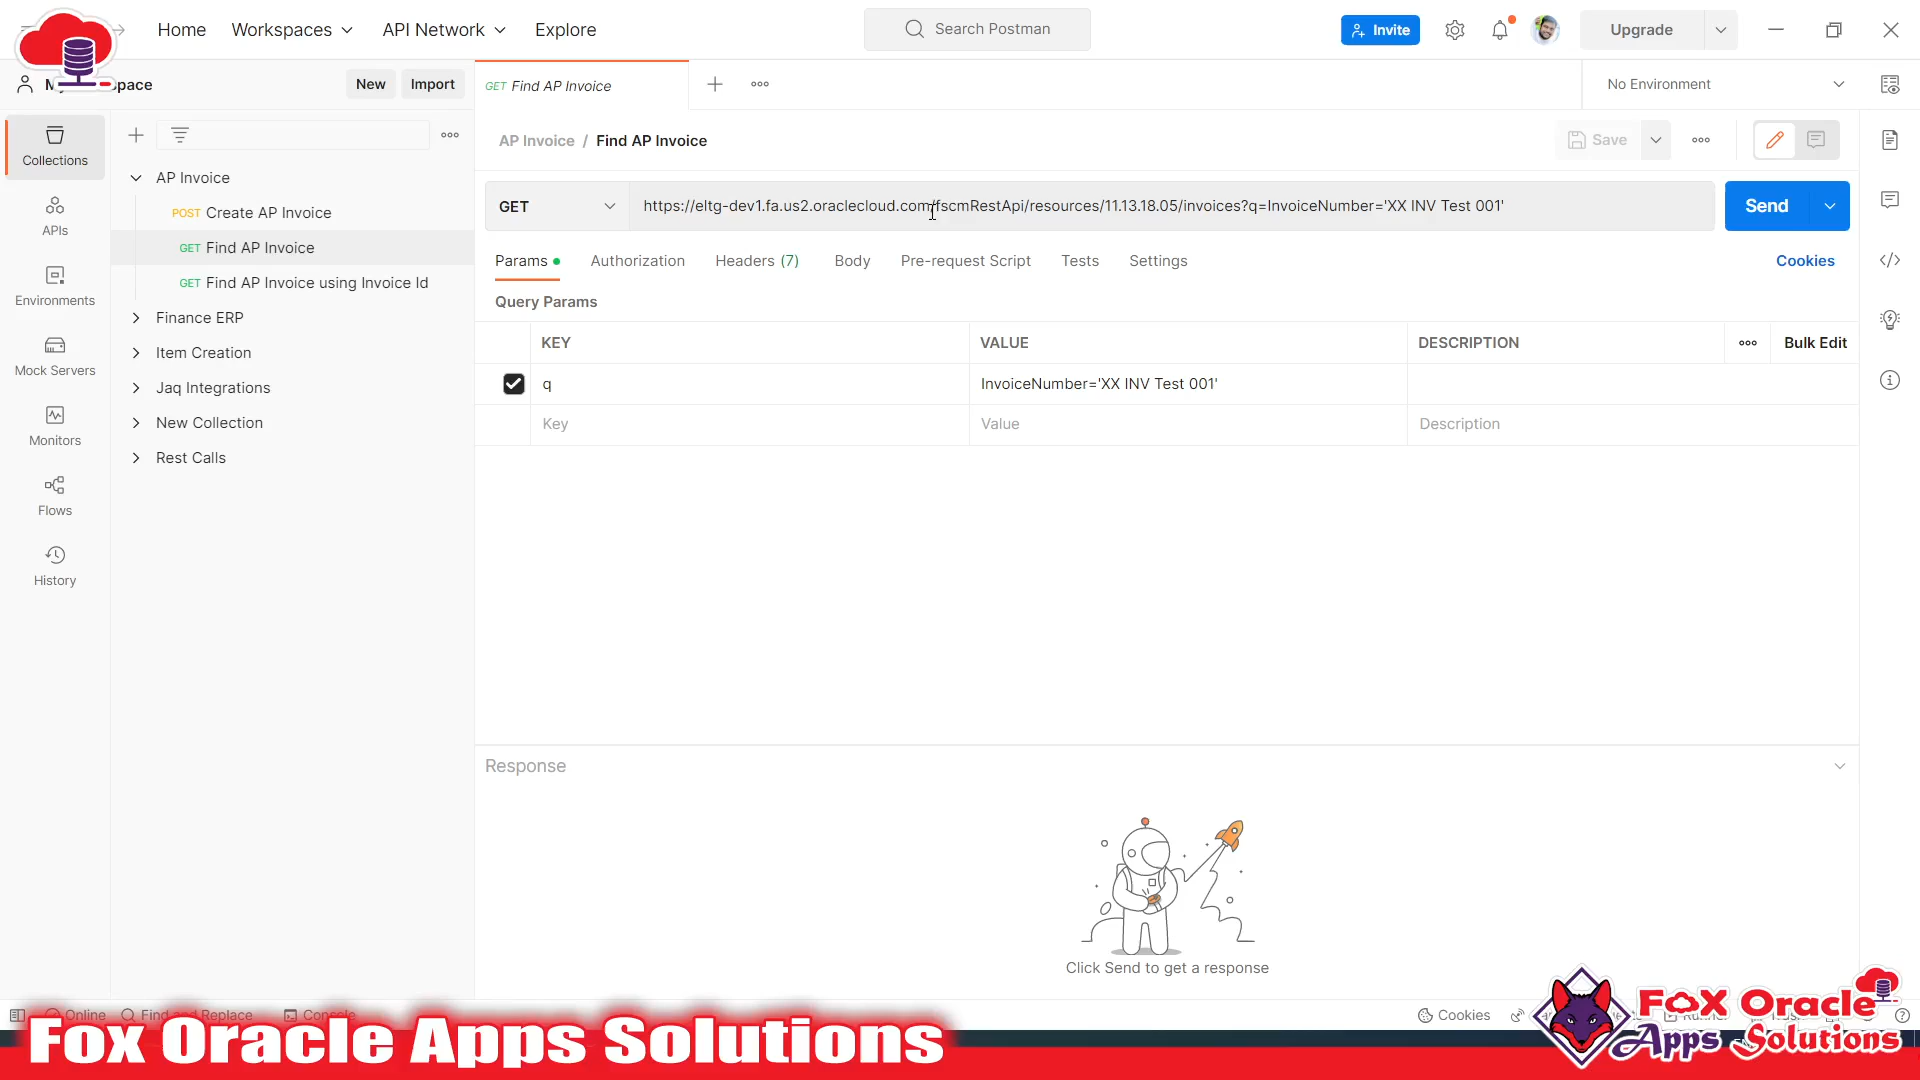 Home
Workspaces
API Network
Explore
Search Postman
Invite
Upgrade
New
Import
GET Find AP Invoice
No Environment
AP Invoice / Find AP Invoice
Save
Collections
APIs
Environments
Mock Servers
Monitors
Flows
History
AP Invoice
POST Create AP Invoice
GET Find AP Invoice
GET Find AP Invoice using Invoice Id
Finance ERP
Item Creation
Jaq Integrations
New Collection
Rest Calls
GET
https://eltg-dev1.fa.us2.oraclecloud.com/fscmRestApi/resources/11.13.18.05/invoices?q=InvoiceNumber='XX INV Test 001'
Send
Params
Authorization
Headers (7)
Body
Pre-request Script
Tests
Settings
Cookies
Query Params
KEY
VALUE
DESCRIPTION
Bulk Edit
q
InvoiceNumber='XX INV Test 001'
Key
Value
Description
Response
Click Send to get a response
Online
Find and Replace
Console
Cookies
Fox Oracle Apps Solutions
Fox Oracle
Apps Solutions